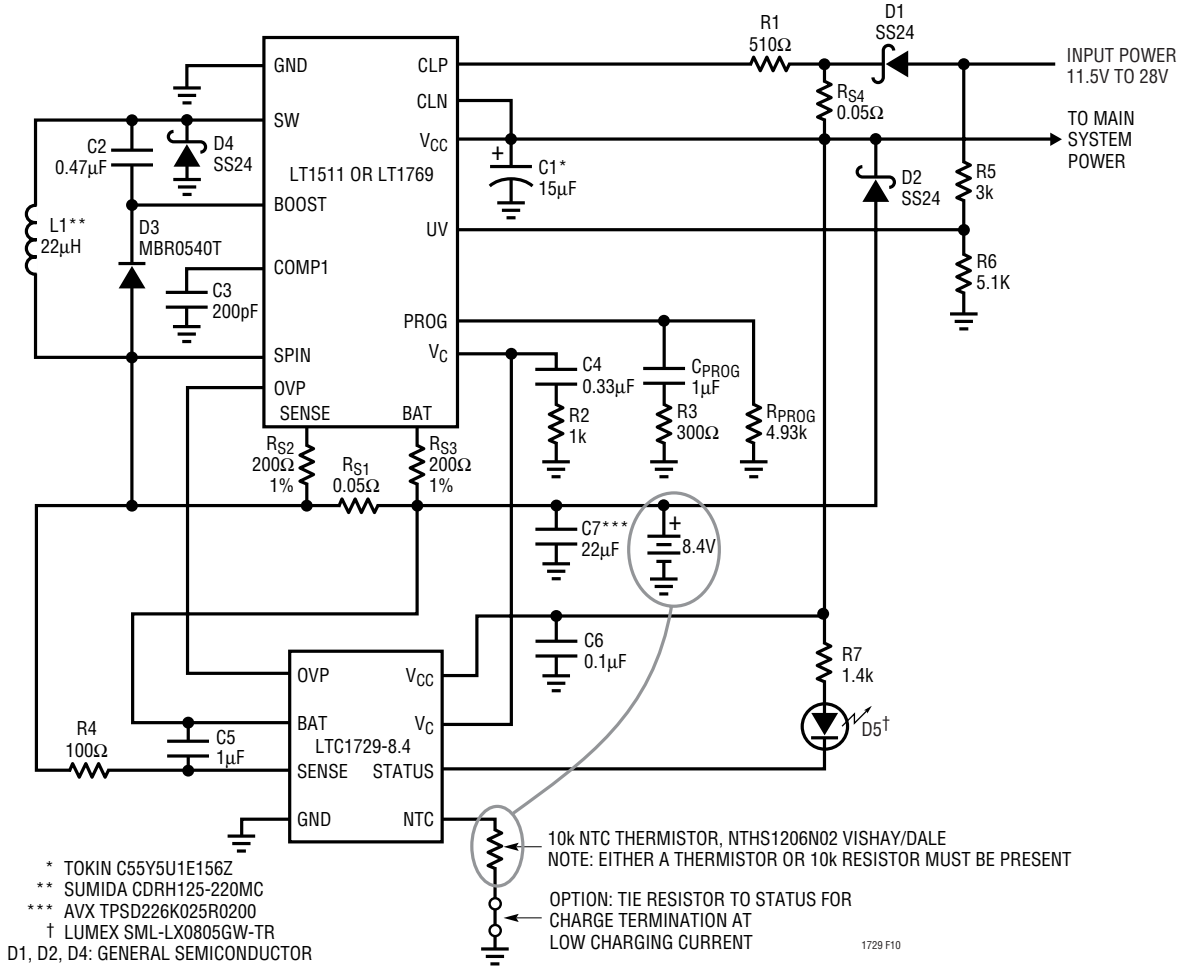 D1
SS24
R1
510Ω
INPUT POWER
11.5V TO 28V
GND
CLP
CLN
RS4
0.05Ω
TO MAIN
SYSTEM
POWER
SW
VCC
C2
0.47µF
D4
SS24
LT1511 OR LT1769
+
C1*
15µF
D2
SS24
R5
3k
BOOST
L1**
22µH
D3
MBR0540T
UV
COMP1
R6
5.1K
C3
200pF
PROG
SPIN
VC
C4
0.33µF
CPROG
1µF
OVP
R2
1k
R3
300Ω
RPROG
4.93k
SENSE
BAT
RS2
200Ω
1%
RS1
0.05Ω
RS3
200Ω
1%
C7***
22µF
+
8.4V
C6
0.1µF
R7
1.4k
OVP
VCC
D5†
BAT
VC
R4
100Ω
C5
1µF
LTC1729-8.4
SENSE
STATUS
GND
NTC
10k NTC THERMISTOR, NTHS1206N02 VISHAY/DALE
NOTE: EITHER A THERMISTOR OR 10k RESISTOR MUST BE PRESENT
OPTION: TIE RESISTOR TO STATUS FOR
CHARGE TERMINATION AT
LOW CHARGING CURRENT
* TOKIN C55Y5U1E156Z
** SUMIDA CDRH125-220MC
*** AVX TPSD226K025R0200
† LUMEX SML-LX0805GW-TR
D1, D2, D4: GENERAL SEMICONDUCTOR
1729 F10